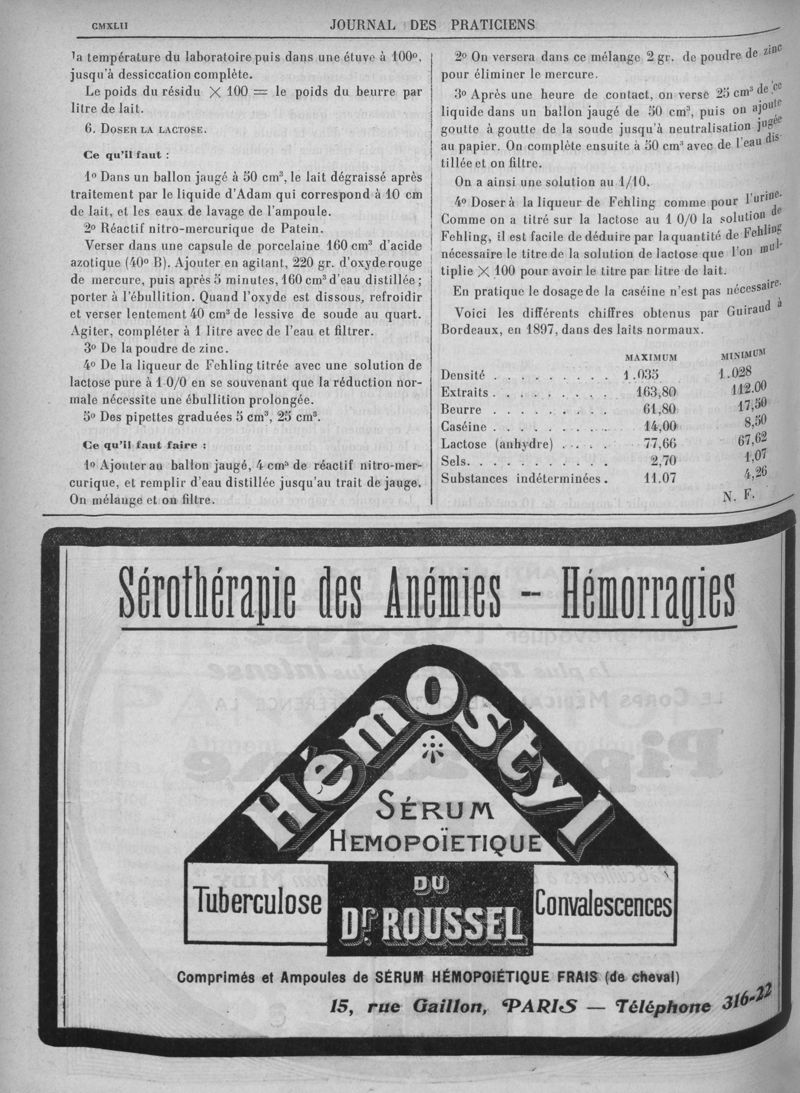 CMXLII
JOURNAL DES PRATICIENS
la température du laboratoire puis dans une étuve à 100º,
jusqu'à dessiccation complète.
Le poids du résidu × 100 = le poids du beurre par
litre de lait.
6. DOSER LA LACTOSE.
Ce qu'il faut :
1º Dans un ballon jaugé à 50 cm³, le lait dégraissé après
traitement par le liquide d'Adam qui correspond à 10 cm
de lait, et les eaux de lavage de l'ampoule.
2º Réactif nitro-mercurique de Patein.
Verser dans une capsule de porcelaine 160 cm³ d'acide
azotique (40º B). Ajouter en agitant, 220 gr. d'oxyde rouge
de mercure, puis après 5 minutes, 160 cm³ d'eau distillée ;
porter à l'ébullition. Quand l'oxyde est dissous, refroidir
et verser lentement 40 cm³ de lessive de soude au quart.
Agiter, compléter à 1 litre avec de l'eau et filtrer.
3º De la poudre de zinc.
4º De la liqueur de Fehling titrée avec une solution de
lactose pure à 1 0/0 en se souvenant que la réduction nor-
male nécessite une ébullition prolongée.
5º Des pipettes graduées 5 cm³, 25 cm³.
Ce qu'il faut faire :
1º Ajouter au ballon jaugé, 4 cm³ de réactif nitro-mer-
curique, et remplir d'eau distillée jusqu'au trait de jauge.
On mélange et on filtre.
2º On versera dans ce mélange 2 gr. de poudre de zinc
pour éliminer le mercure.
3º Après une heure de contact, on verse 25 cm³ de ce
liquide dans un ballon jaugé de 50 cm³, puis on ajoute
goutte à goutte de la soude jusqu'à neutralisation jugée
au papier. On complète ensuite à 50 cm³ avec de l'eau dis-
tillée et on filtre.
On a ainsi une solution au 1/10.
4º Doser à la liqueur de Fehling comme pour l'urine.
Comme on a titré sur la lactose au 1 0/0 la solution de
Fehling, il est facile de déduire par la quantité de Fehling
nécessaire le titre de la solution de lactose que l'on mul-
tiplie × 100 pour avoir le titre par litre de lait.
En pratique le dosage de la caséine n'est pas nécessaire.
Voici les différents chiffres obtenus par Guiraud à
Bordeaux, en 1897, dans des laits normaux.
MAXIMUM MINIMUM
Densité . . . . . . . . . 1.035 1.028
Extraits . . . . . . . . . 163,80 112.00
Beurre . . . . . . . . . 61,80 17,50
Caséine . . . . . . . . . 14,00 8,50
Lactose (anhydre) . . . . . 77,66 67,62
Sels. . . . . . . . . . . 2,70 1,07
Substances indéterminées . 11.07 4,26
N. F.
Sérothérapie des Anémies -- Hémorragies
HémOstyl
SÉRUM
HEMOPOÏETIQUE
DU
Dr. ROUSSEL
Tuberculose
Convalescences
Comprimés et Ampoules de SÉRUM HÉMOPOÏÉTIQUE FRAIS (de cheval)
15, rue Gaillon, PARIS — Téléphone 316-22